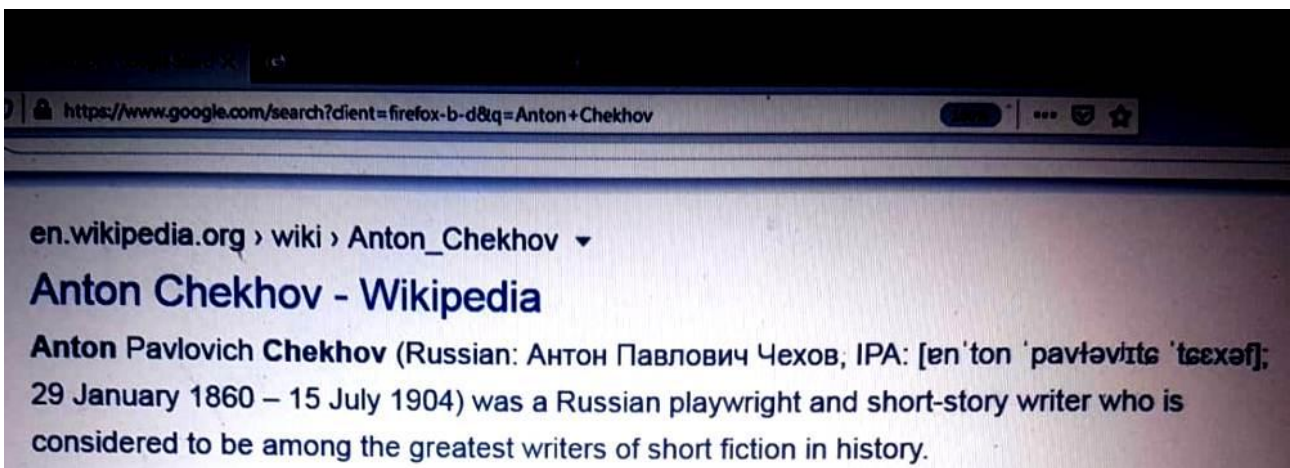 https://www.google.com/search?client=firefox-b-d&q=Anton+Chekhov
en.wikipedia.org › wiki › Anton_Chekhov
Anton Chekhov - Wikipedia
Anton Pavlovich Chekhov (Russian: Антон Павлович Чехов, IPA: [ɐnˈton ˈpavɫəvʲɪtɕ ˈtɕɛxəf];
29 January 1860 – 15 July 1904) was a Russian playwright and short-story writer who is
considered to be among the greatest writers of short fiction in history.